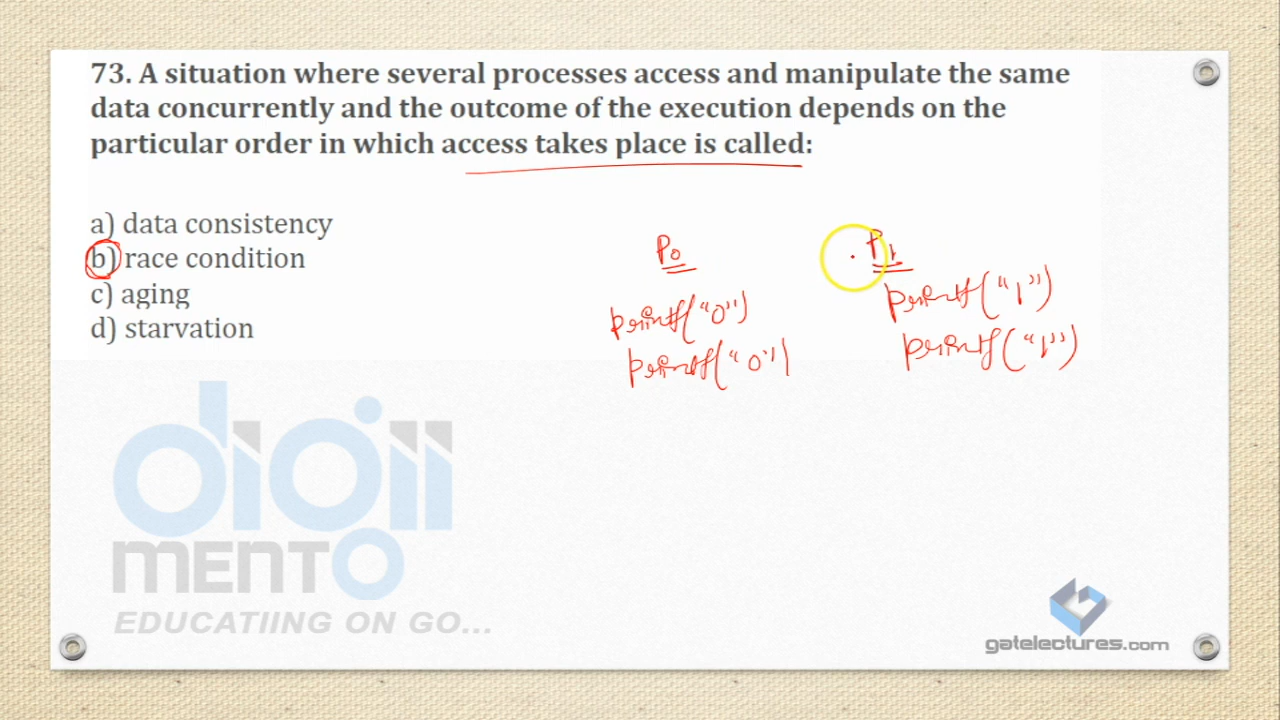 73. A situation where several processes access and manipulate the same
data concurrently and the outcome of the execution depends on the
particular order in which access takes place is called:
a) data consistency
b) race condition
c) aging
d) starvation
P0
printf("0")
printf("0")
P1
printf("1")
printf("1")
digii
MENTO
EDUCATIING ON GO...
gatelectures.com